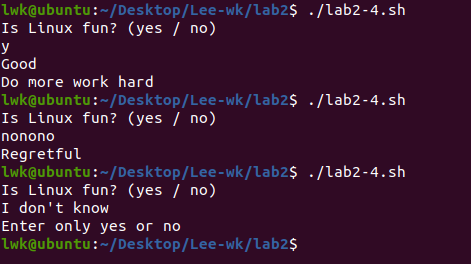 lwk@ubuntu:~/Desktop/Lee-wk/lab2$ ./lab2-4.sh
Is Linux fun? (yes / no)
y
Good
Do more work hard
lwk@ubuntu:~/Desktop/Lee-wk/lab2$ ./lab2-4.sh
Is Linux fun? (yes / no)
nonono
Regretful
lwk@ubuntu:~/Desktop/Lee-wk/lab2$ ./lab2-4.sh
Is Linux fun? (yes / no)
I don't know
Enter only yes or no
lwk@ubuntu:~/Desktop/Lee-wk/lab2$